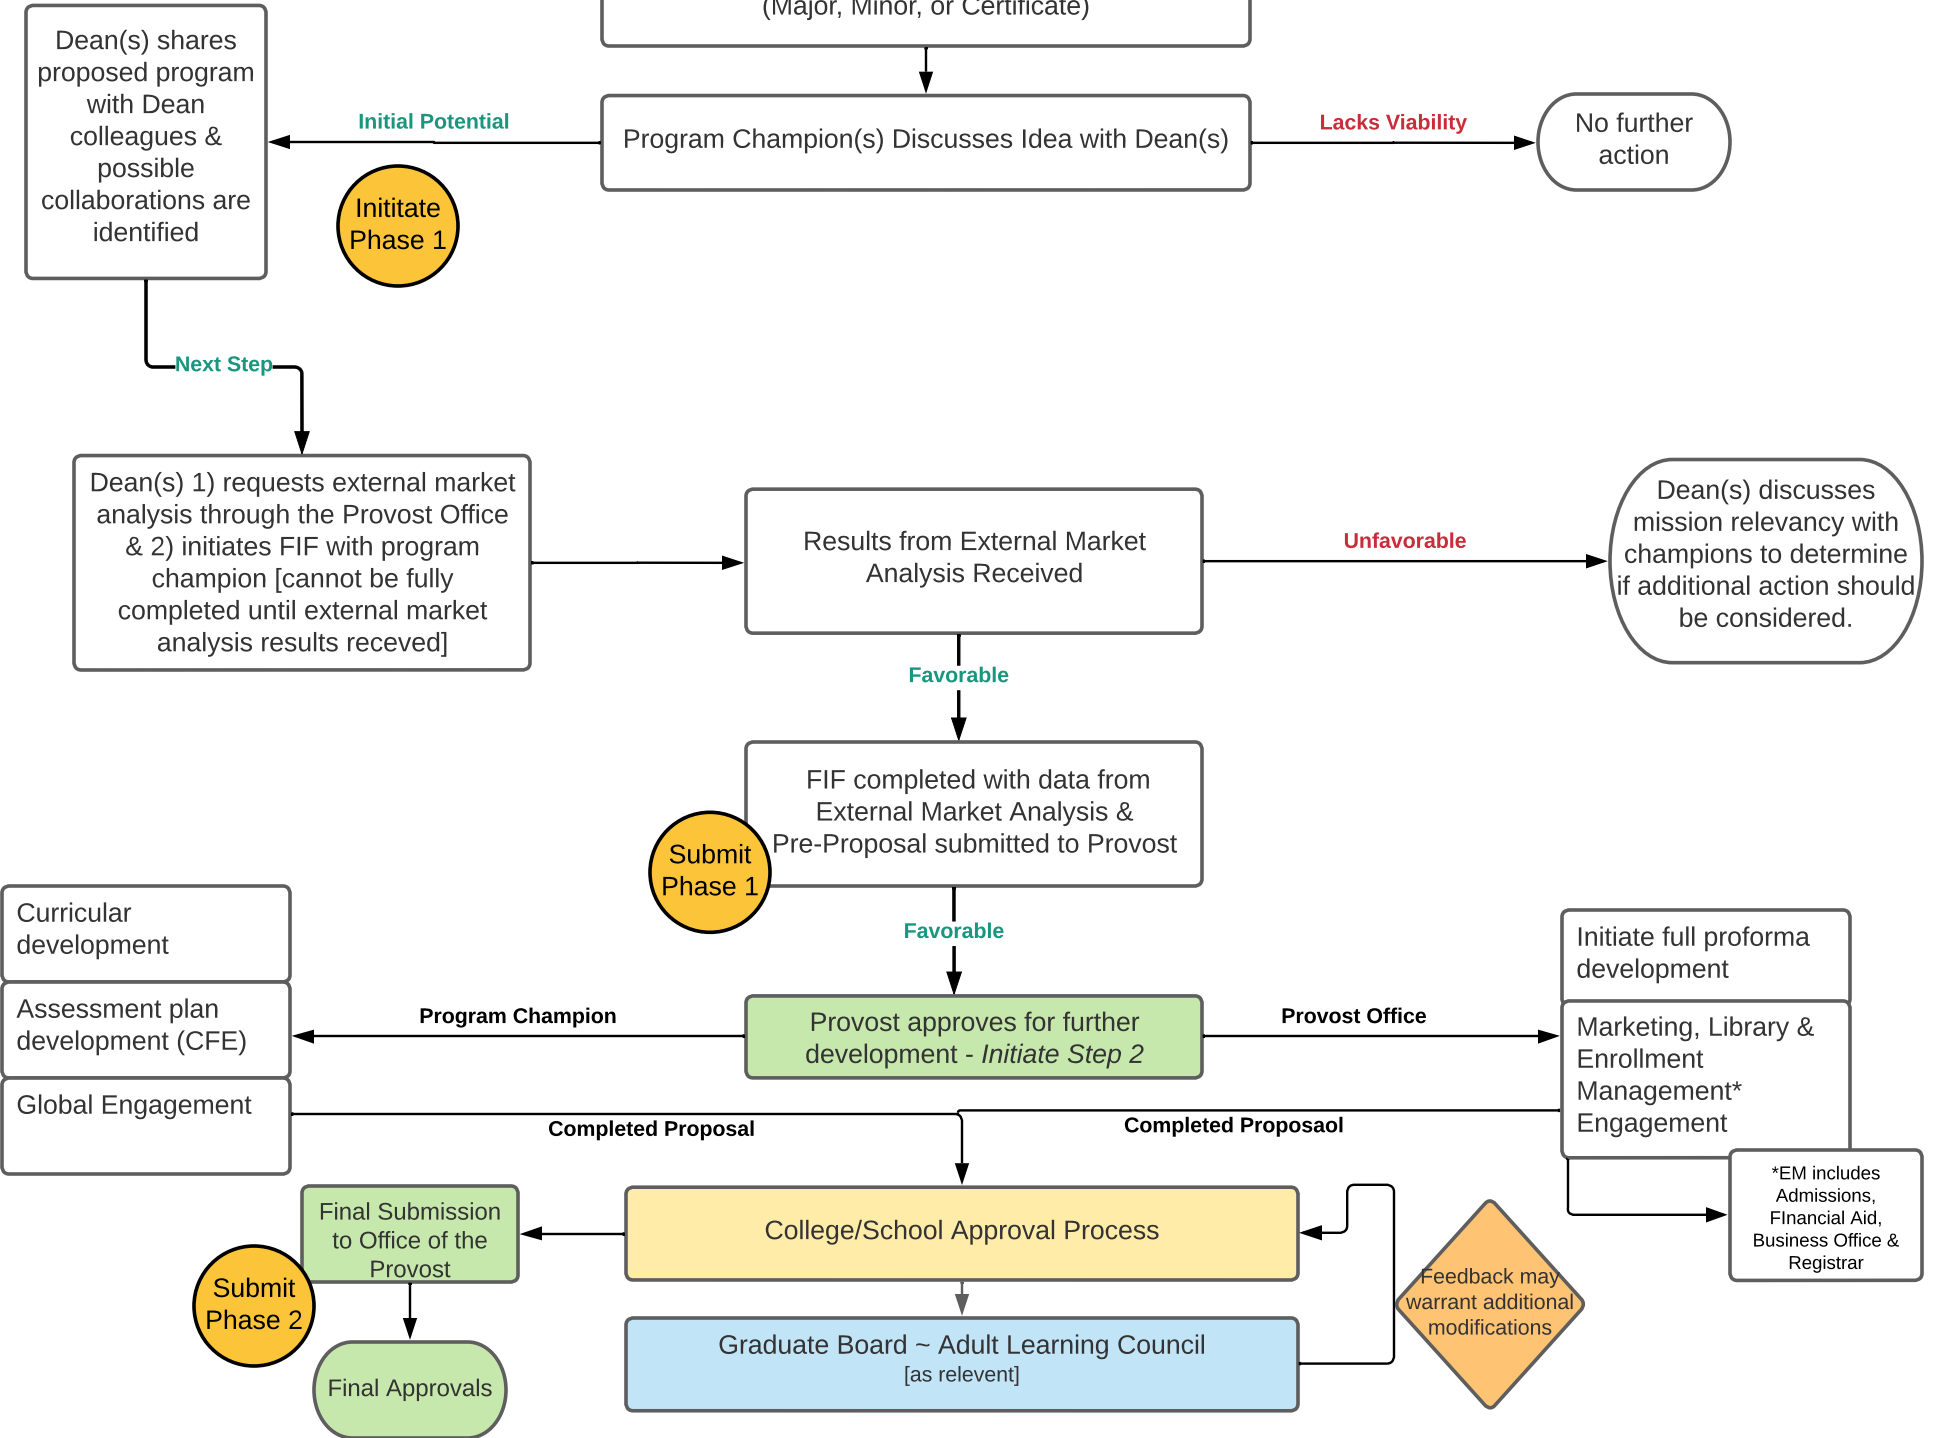 (Major, Minor, or Certificate)
Dean(s) shares
proposed program
with Dean
colleagues &
possible
collaborations are
identified
Initial Potential
Program Champion(s) Discusses Idea with Dean(s)
Lacks Viability
No further
action
Inititate
Phase 1
Next Step
Dean(s) 1) requests external market
analysis through the Provost Office
& 2) initiates FIF with program
champion [cannot be fully
completed until external market
analysis results receved]
Results from External Market
Analysis Received
Unfavorable
Dean(s) discusses
mission relevancy with
champions to determine
if additional action should
be considered.
Favorable
FIF completed with data from
External Market Analysis &
Pre-Proposal submitted to Provost
Submit
Phase 1
Favorable
Curricular
development
Assessment plan
development (CFE)
Global Engagement
Program Champion
Provost approves for further
development - Initiate Step 2
Provost Office
Initiate full proforma
development
Marketing, Library &
Enrollment
Management*
Engagement
Completed Proposal
Completed Proposaol
*EM includes
Admissions,
FInancial Aid,
Business Office &
Registrar
Final Submission
to Office of the
Provost
College/School Approval Process
Submit
Phase 2
Feedback may
warrant additional
modifications
Graduate Board ~ Adult Learning Council
[as relevent]
Final Approvals